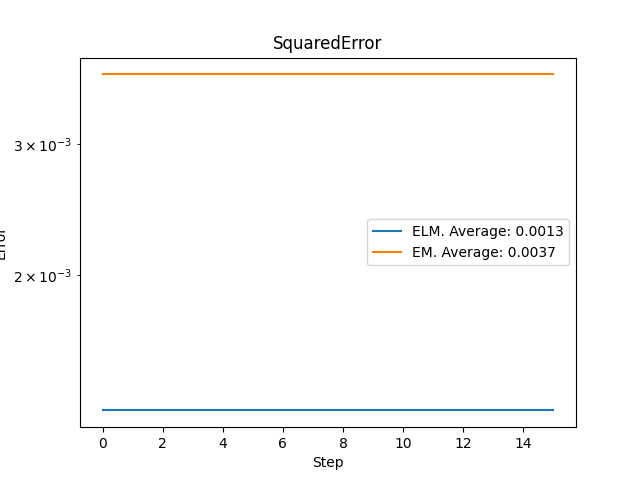 SquaredError
3 × 10⁻³
2 × 10⁻³
Error
ELM. Average: 0.0013
EM. Average: 0.0037
0 2 4 6 8 10 12 14
Step